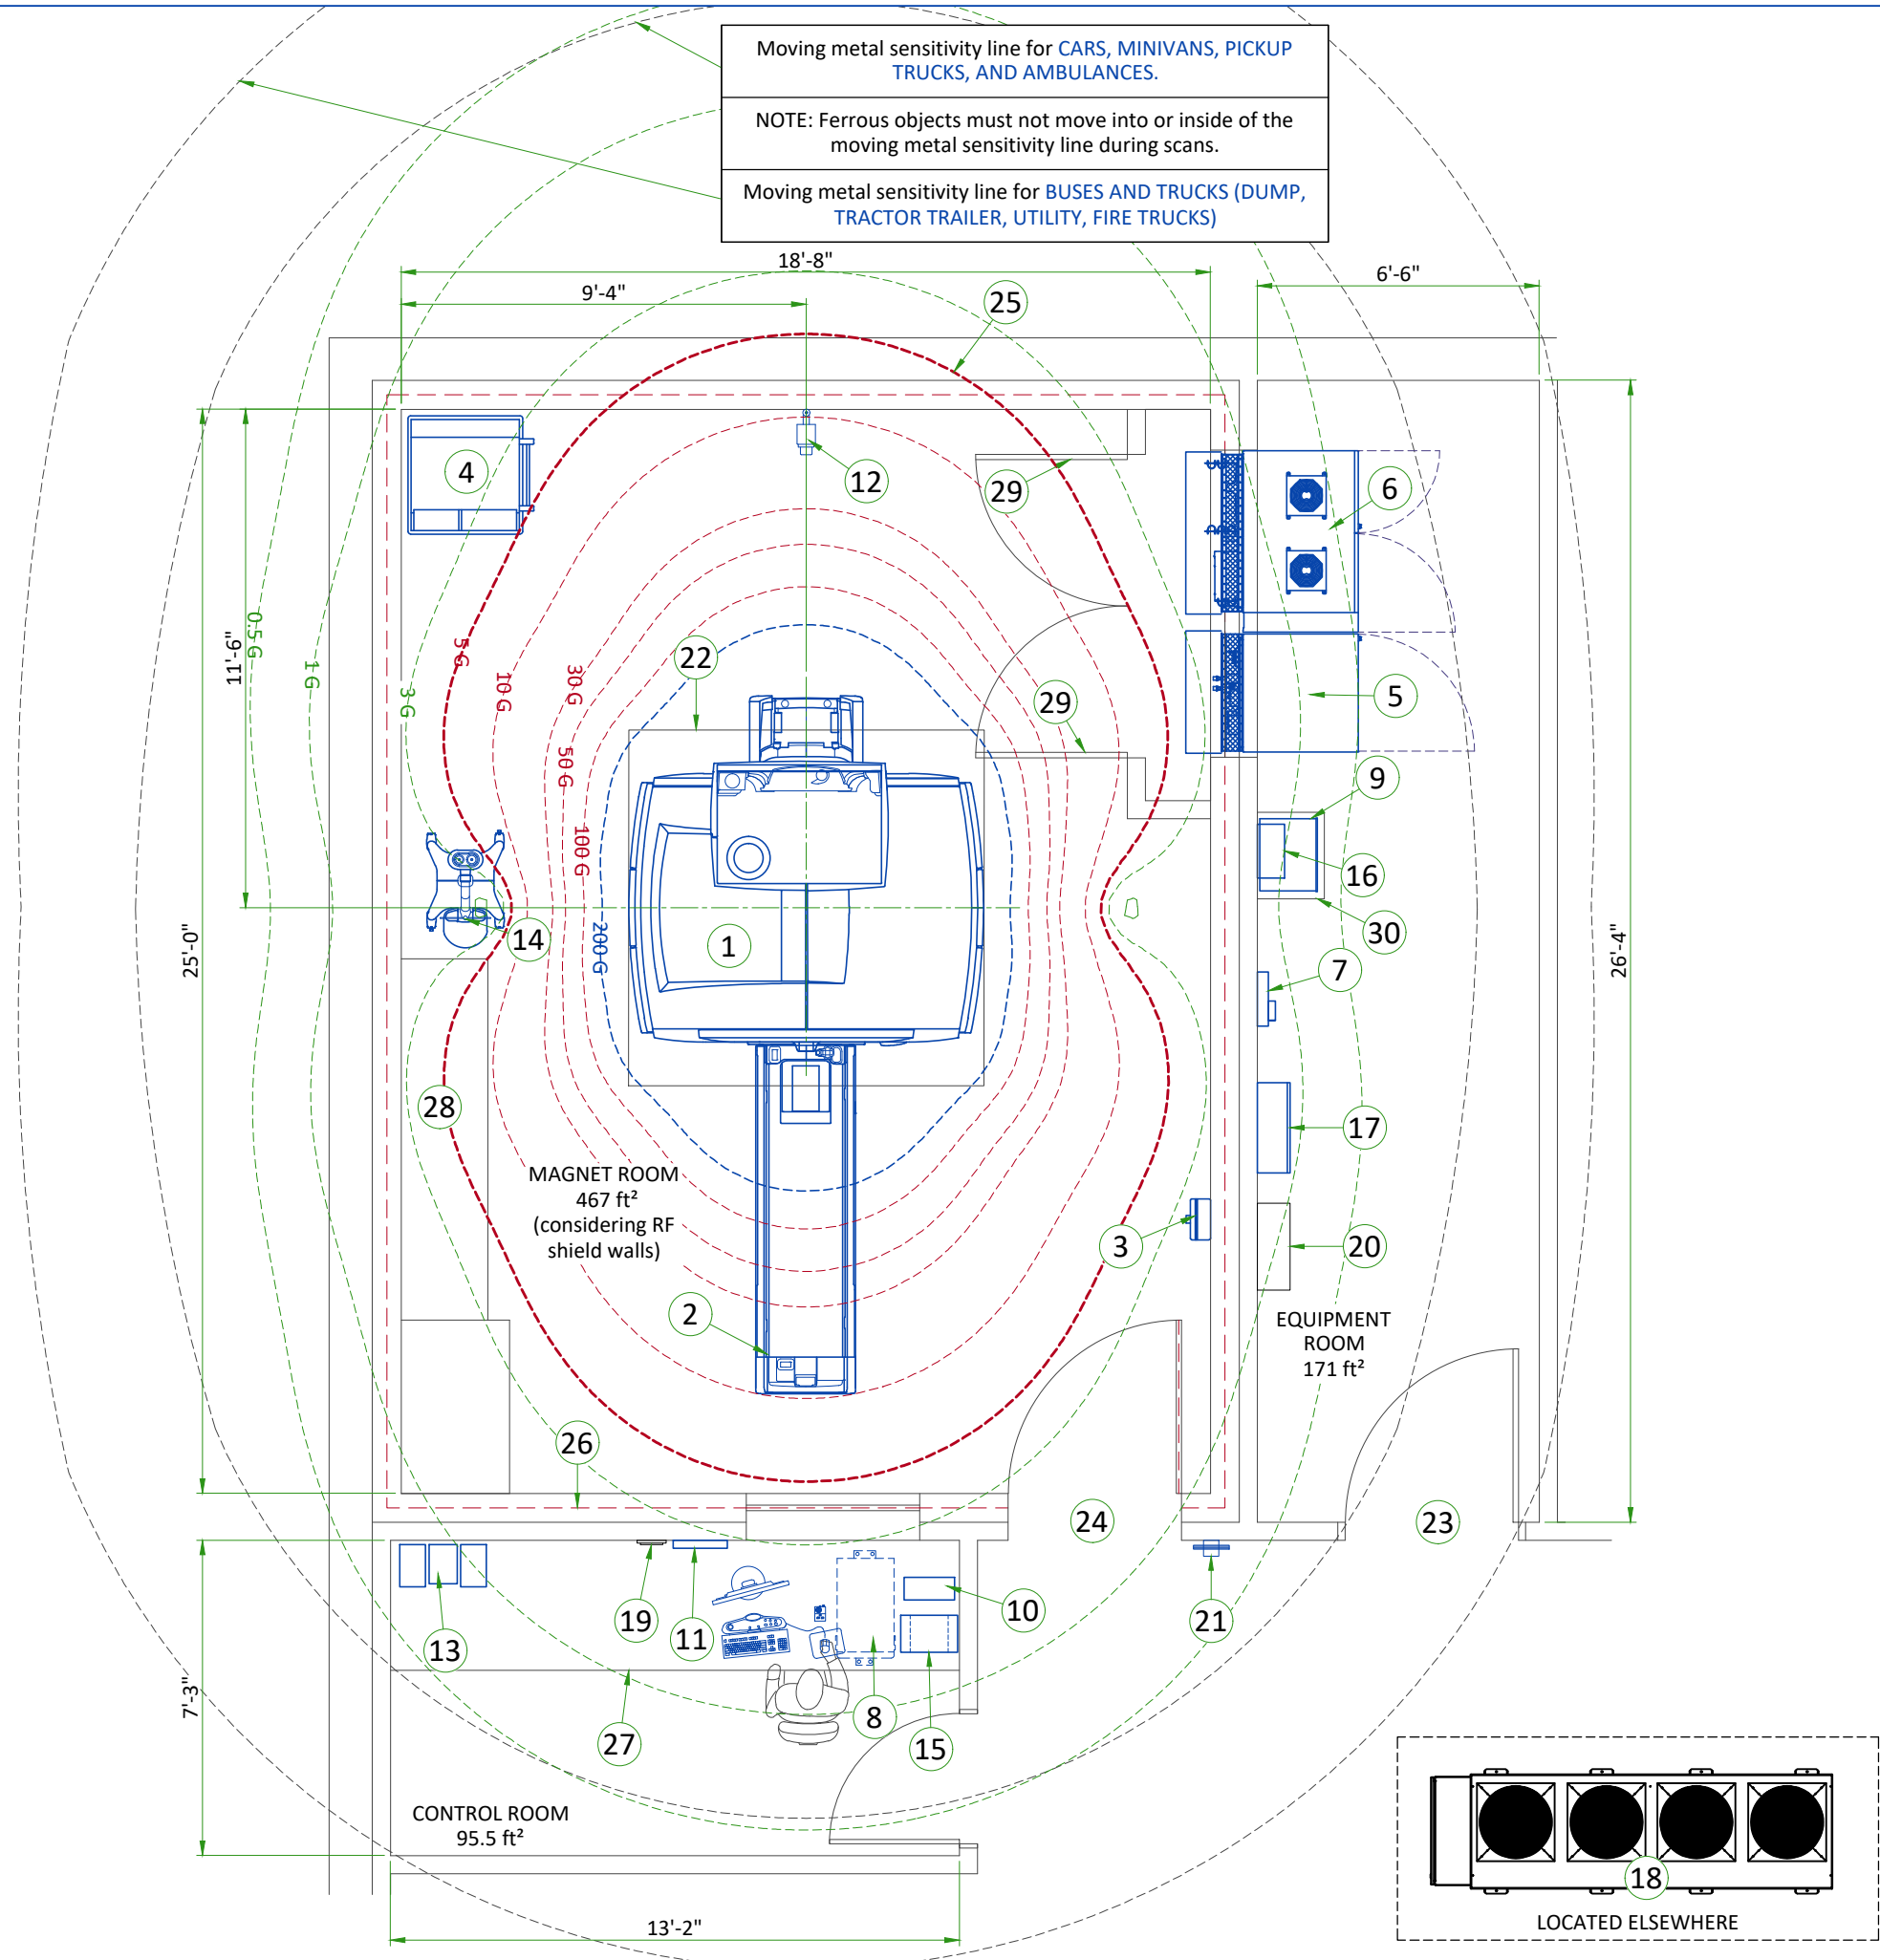 Moving metal sensitivity line for CARS, MINIVANS, PICKUP
TRUCKS, AND AMBULANCES.
NOTE: Ferrous objects must not move into or inside of the
moving metal sensitivity line during scans.
Moving metal sensitivity line for BUSES AND TRUCKS (DUMP,
TRACTOR TRAILER, UTILITY, FIRE TRUCKS)
18'-8"
6'-6"
9'-4"
25
4
12
29
6
11'-6"
0.5 G
1 G
3 G
5 G
10 G
30 G
50 G
100 G
200 G
22
29
5
9
16
30
14
1
7
25'-0"
26'-4"
28
17
MAGNET ROOM
467 ft²
(considering RF
shield walls)
3
20
2
EQUIPMENT
ROOM
171 ft²
26
24
23
13
19
11
10
21
7'-3"
27
8
15
CONTROL ROOM
95.5 ft²
13'-2"
18
LOCATED ELSEWHERE